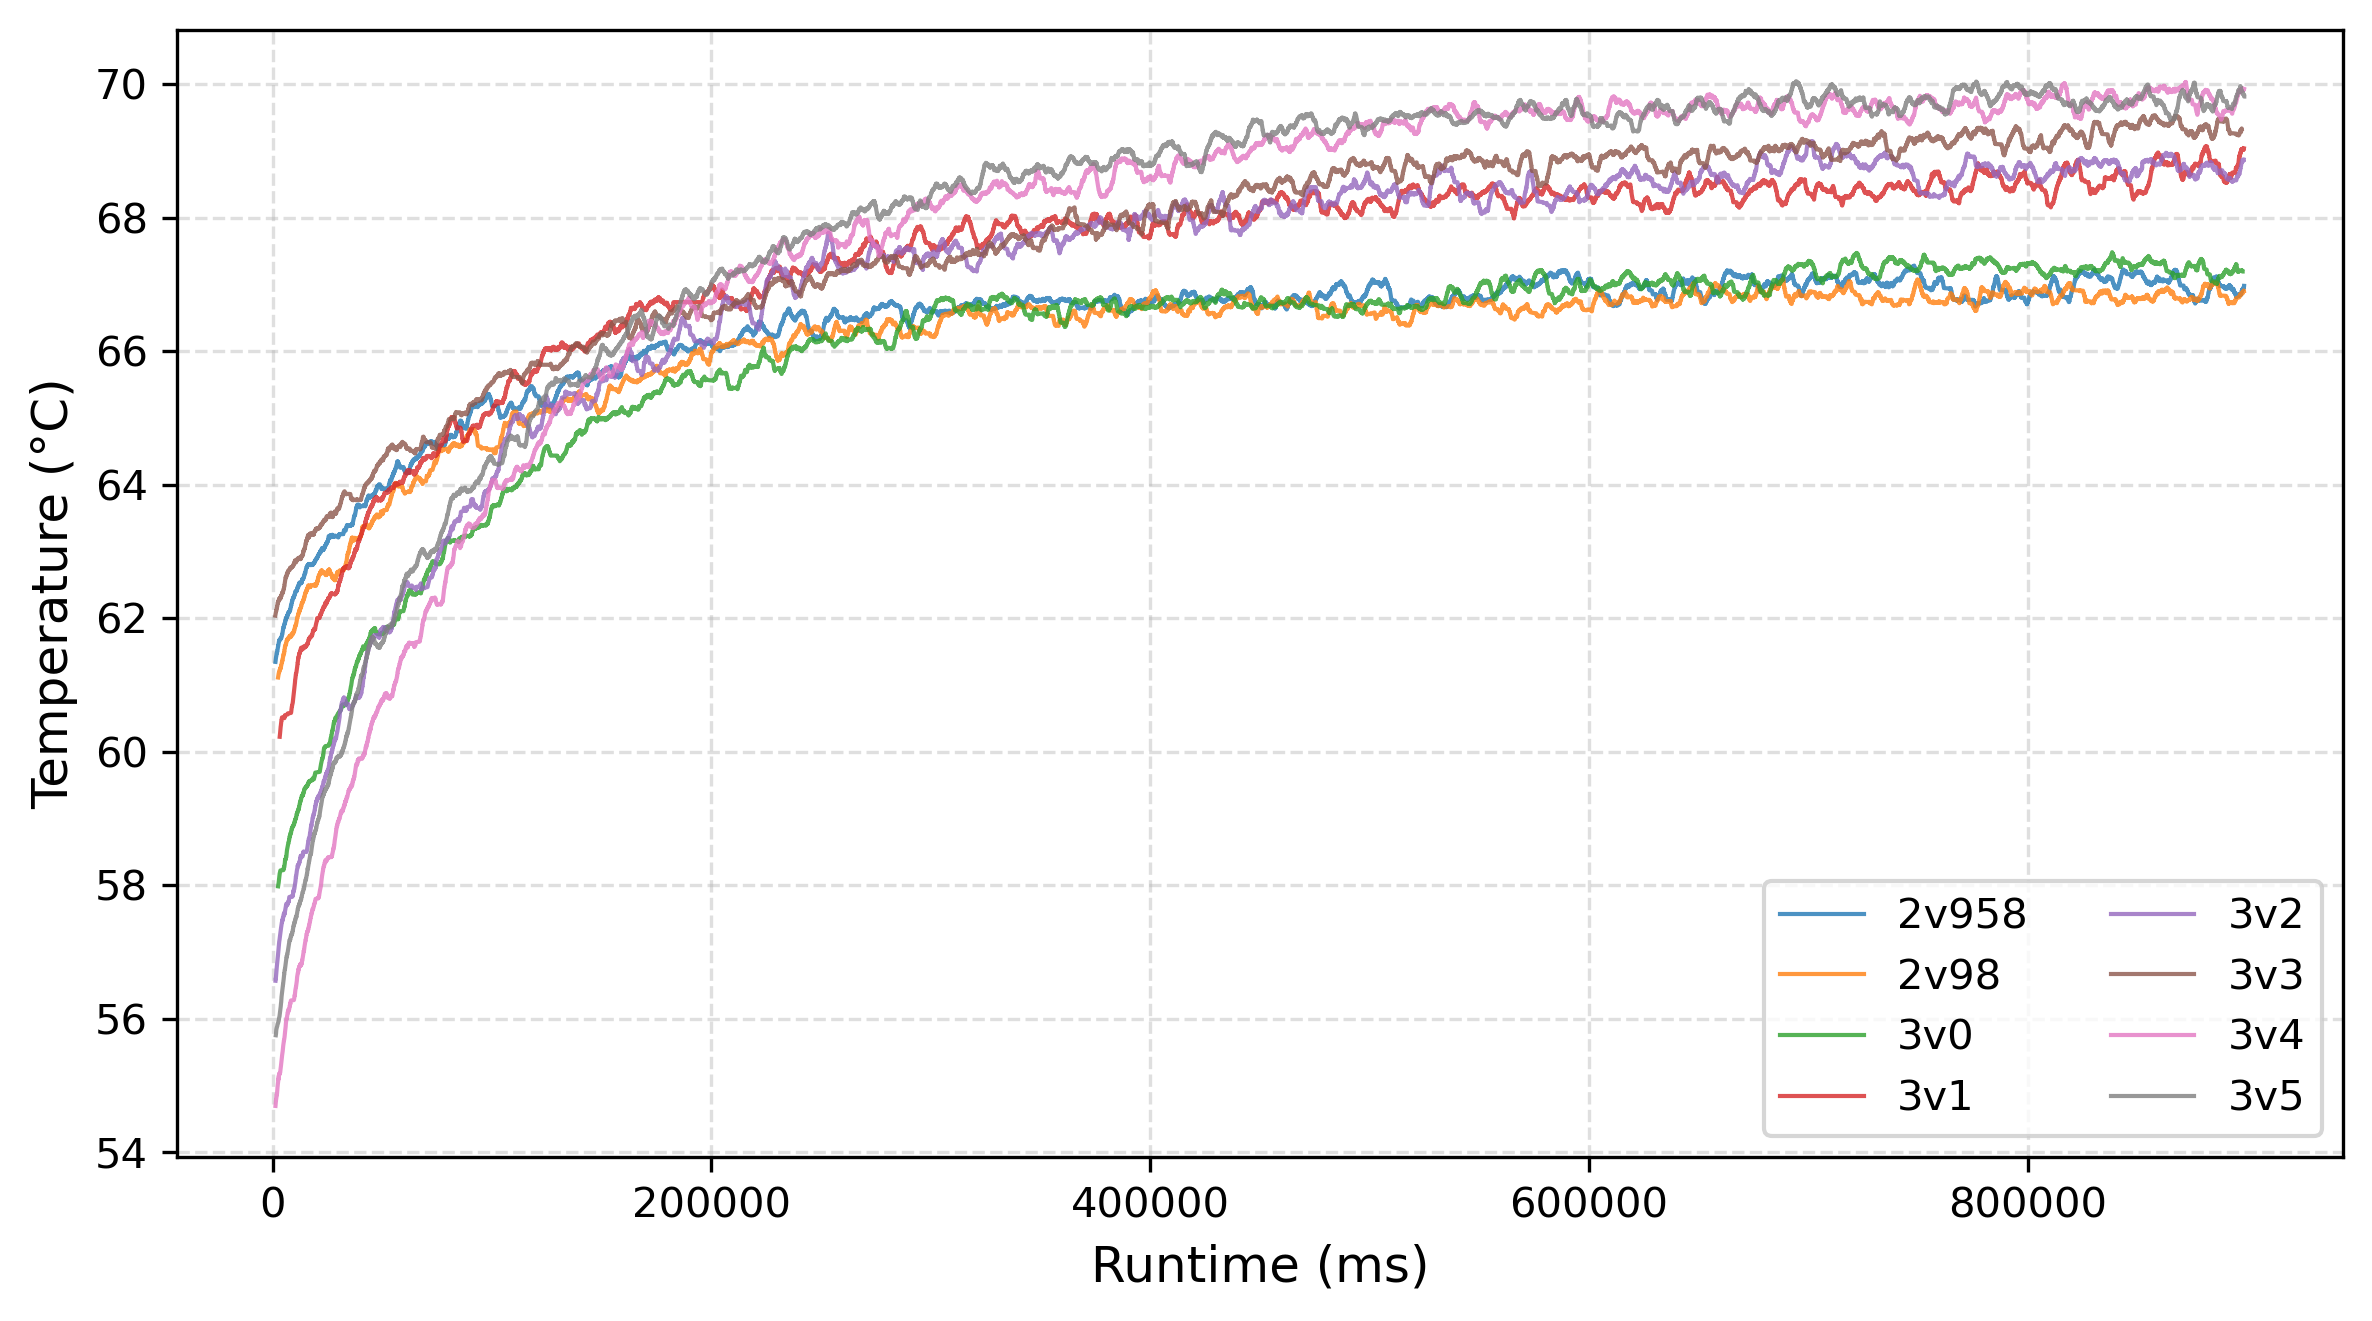 Temperature (°C)
70
68
66
64
62
60
58
56
54
0 200000 400000 600000 800000
Runtime (ms)
2v958
2v98
3v0
3v1
3v2
3v3
3v4
3v5